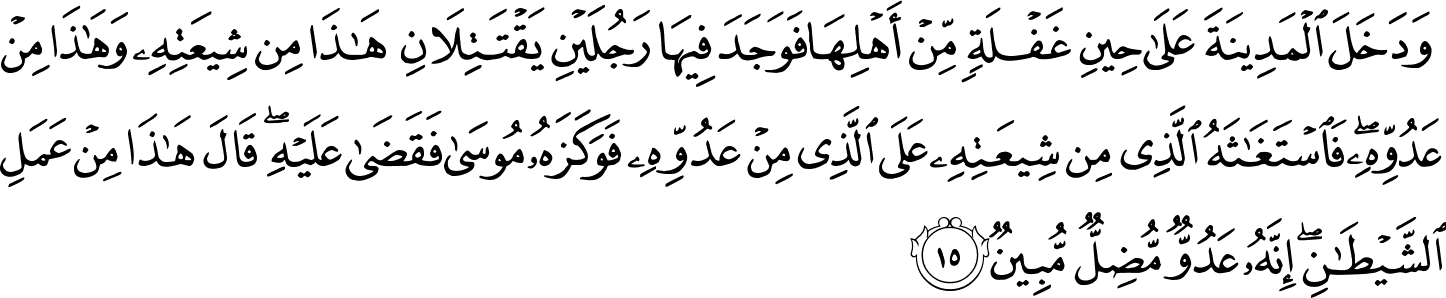 وَدَخَلَ ٱلْمَدِينَةَ عَلَىٰ حِينِ غَفْلَةٍ مِّنْ أَهْلِهَا فَوَجَدَ فِيهَا رَجُلَيْنِ يَقْتَتِلَانِ هَـٰذَا مِن شِيعَتِهِۦ وَهَـٰذَا مِنْ
عَدُوِّهِۦ ۖ فَٱسْتَغَـٰثَهُ ٱلَّذِى مِن شِيعَتِهِۦ عَلَى ٱلَّذِى مِنْ عَدُوِّهِۦ فَوَكَزَهُۥ مُوسَىٰ فَقَضَىٰ عَلَيْهِ ۖ قَالَ هَـٰذَا مِنْ عَمَلِ
ٱلشَّيْطَـٰنِ ۖ إِنَّهُۥ عَدُوٌّ مُّضِلٌّ مُّبِينٌ ١٥